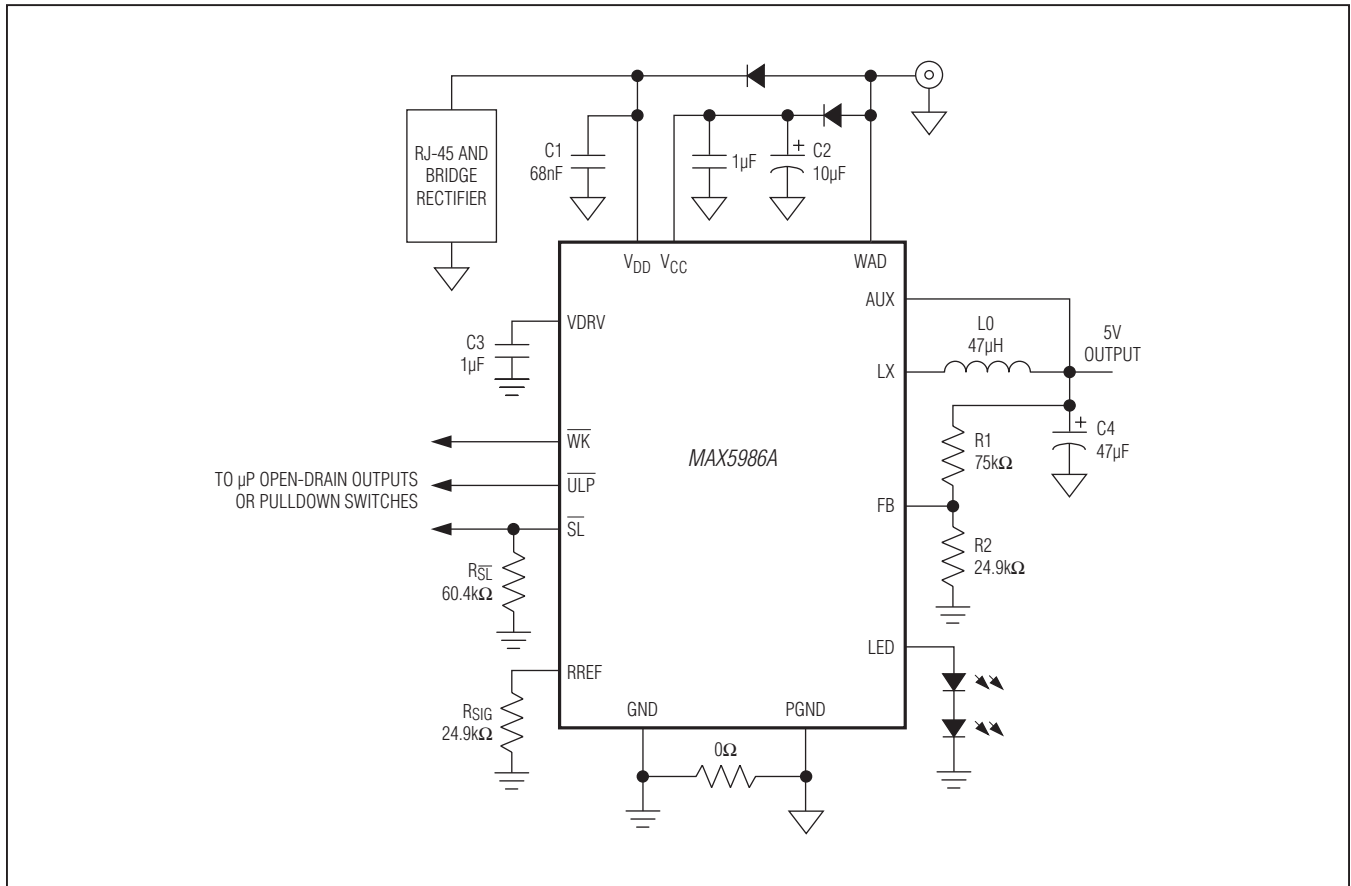 RJ-45 AND
BRIDGE
RECTIFIER
C1
68nF
1µF
+
C2
10µF
VDD
VCC
WAD
AUX
VDRV
C3
1µF
L0
47µH
5V
OUTPUT
LX
WK
ULP
SL
TO µP OPEN-DRAIN OUTPUTS
OR PULLDOWN SWITCHES
MAX5986A
R1
75kΩ
+
C4
47µF
FB
R2
24.9kΩ
RSL
60.4kΩ
LED
RREF
RSIG
24.9kΩ
GND
PGND
0Ω